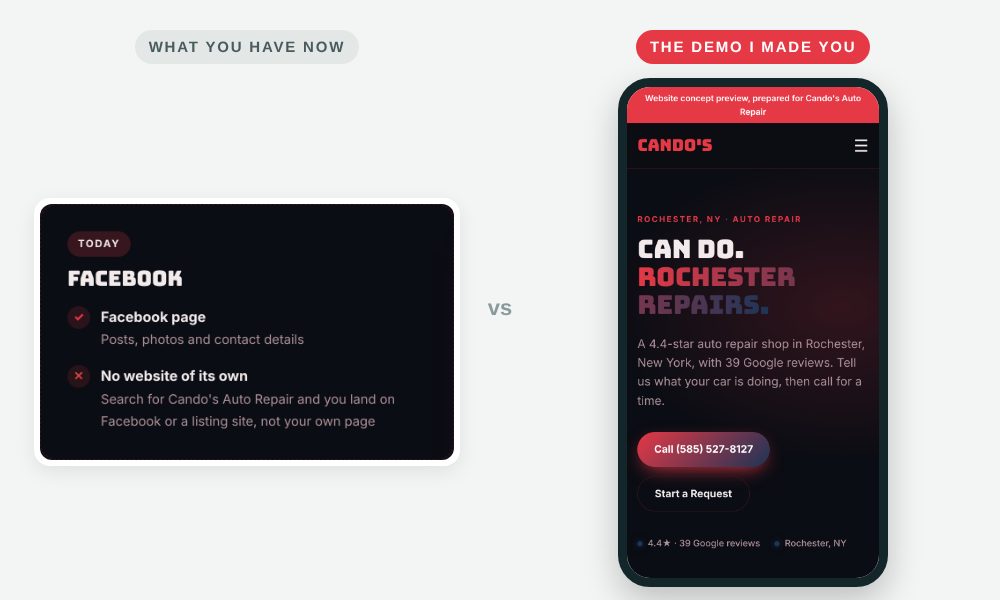 WHAT YOU HAVE NOW
TODAY
FACEBOOK
Facebook page
Posts, photos and contact details
No website of its own
Search for Cando's Auto Repair and you land on
Facebook or a listing site, not your own page
vs
THE DEMO I MADE YOU
Website concept preview, prepared for Cando's Auto
Repair
CANDO'S
ROCHESTER, NY · AUTO REPAIR
CAN DO.
ROCHESTER
REPAIRS.
A 4.4-star auto repair shop in Rochester,
New York, with 39 Google reviews. Tell
us what your car is doing, then call for a
time.
Call (585) 527-8127
Start a Request
4.4★ · 39 Google reviews
Rochester, NY